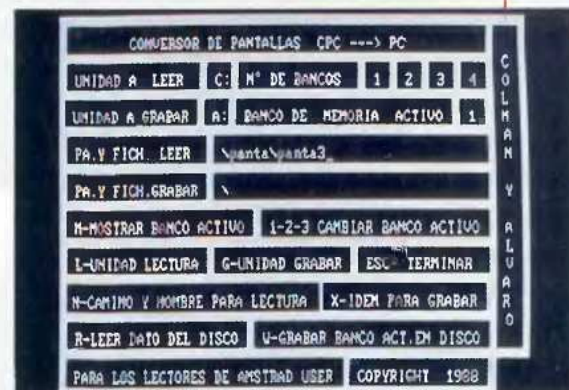 CONVERSOR DE PANTALLAS CPC ---> PC
UNIDAD A LEER C: Nº DE BANCOS 1 2 3 4
UNIDAD A GRABAR A: BANCO DE MEMORIA ACTIVO 1
PA.Y FICH. LEER \panta\panta3_
PA.Y FICH.GRABAR \
M-MOSTRAR BANCO ACTIVO 1-2-3 CAMBIAR BANCO ACTIVO
L-UNIDAD LECTURA G-UNIDAD GRABAR ESC- TERMINAR
N-CAMINO Y NOMBRE PARA LECTURA X-IDEM PARA GRABAR
R-LEER DATO DEL DISCO W-GRABAR BANCO ACT.EN DISCO
PARA LOS LECTORES DE AMSTRAD USER COPYRIGHT 1988
COLMAN Y ALVARO